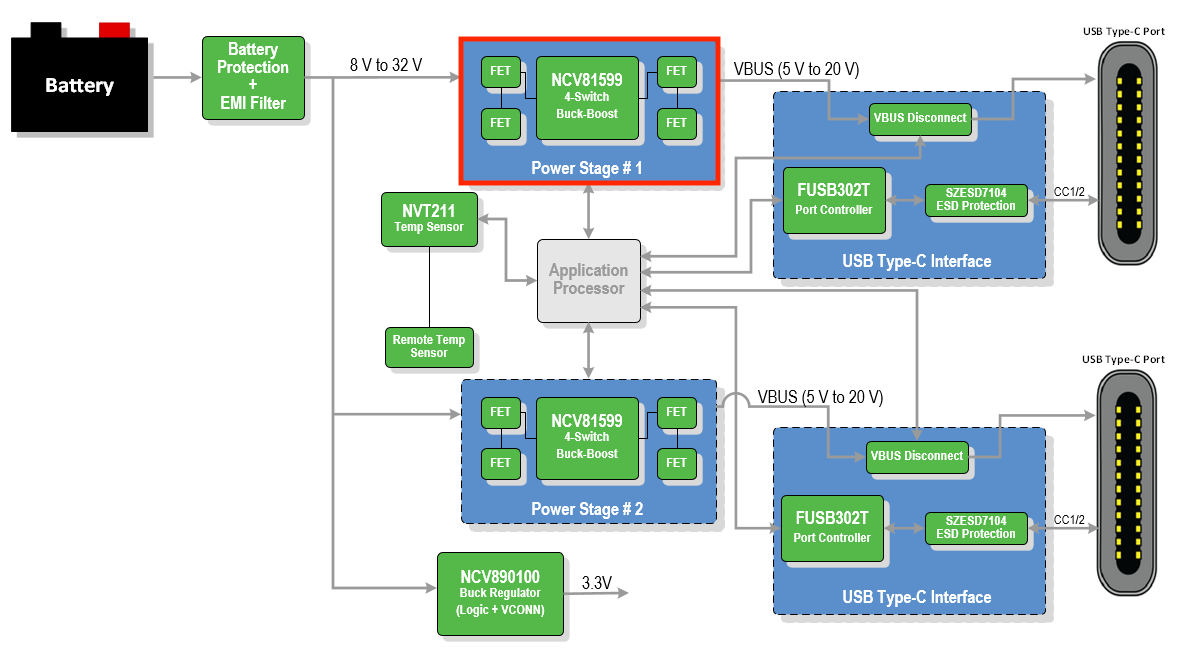 Battery
Battery
Protection
+
EMI Filter
8 V to 32 V
FET
FET
NCV81599
4-Switch
Buck-Boost
FET
FET
Power Stage # 1
VBUS (5 V to 20 V)
VBUS Disconnect
FUSB302T
Port Controller
SZESD7104
ESD Protection
USB Type-C Interface
CC1/2
USB Type-C Port
NVT211
Temp Sensor
Remote Temp
Sensor
Application
Processor
FET
FET
NCV81599
4-Switch
Buck-Boost
FET
FET
Power Stage # 2
VBUS (5 V to 20 V)
VBUS Disconnect
FUSB302T
Port Controller
SZESD7104
ESD Protection
USB Type-C Interface
CC1/2
USB Type-C Port
NCV890100
Buck Regulator
(Logic + VCONN)
3.3V